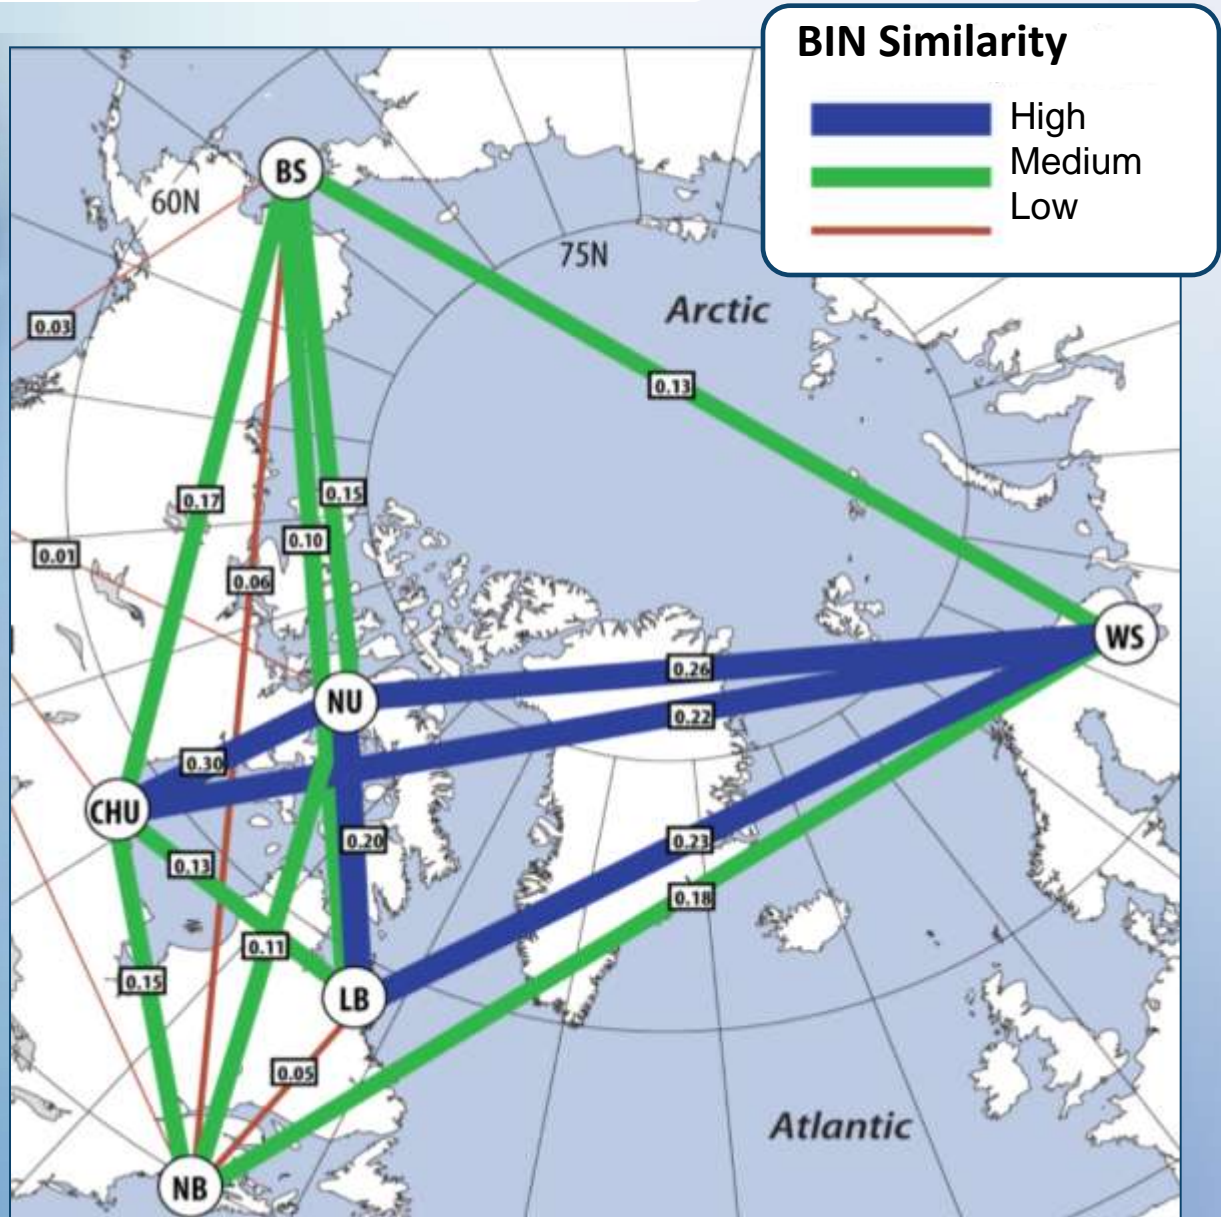 BIN Similarity
High
Medium
Low
BS
60N
75N
Arctic
0.03
0.13
0.17
0.15
0.10
0.01
0.06
WS
0.26
NU
0.22
0.30
CHU
0.20
0.23
0.13
0.18
0.11
0.15
LB
0.05
Atlantic
NB